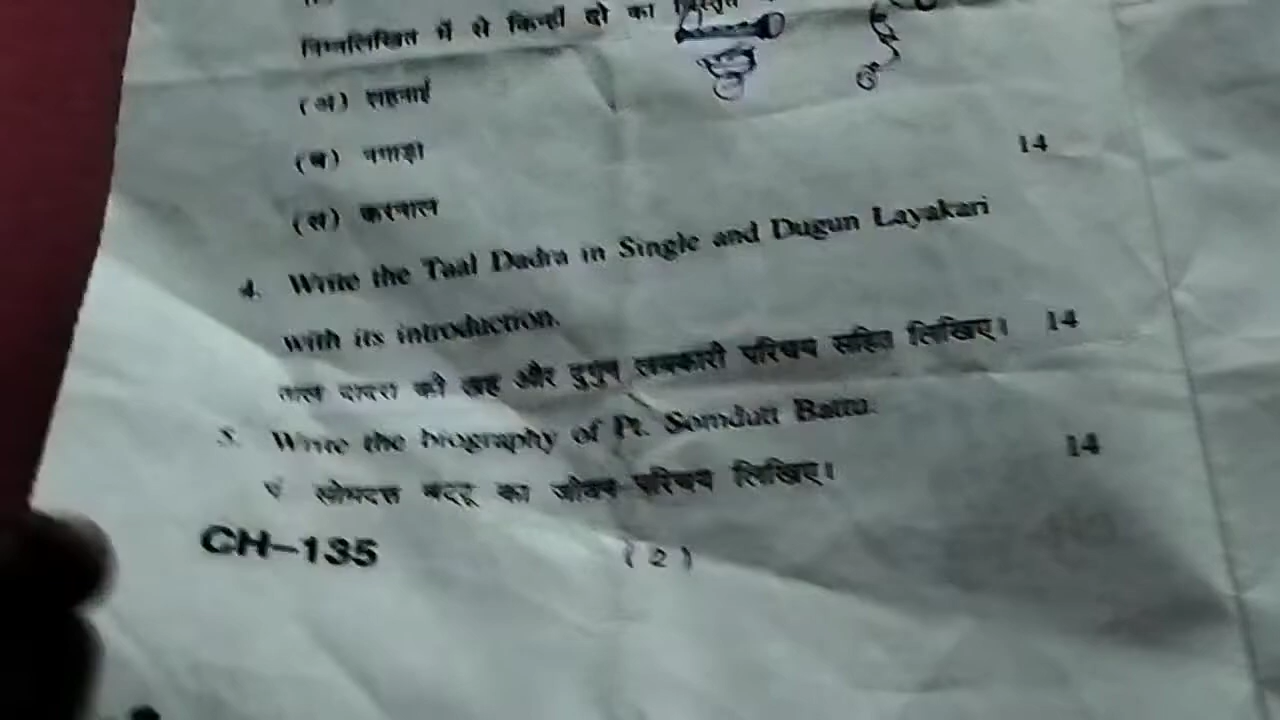 निम्नलिखित में से किन्हीं दो का
(अ) शहनाई
(ब) नगाड़ा
14
(स) करनाल
4. Write the Taal Dadra in Single and Dugun Layakari
with its introduction.
ताल दादरा को ठाह और दुगुन लयकारी परिचय सहित लिखिए। 14
5. Write the biography of Pt. Somdutt Battu.
14
पं सोमदत्त बट्टू का जीवन परिचय लिखिए।
CH–135
( 2 )